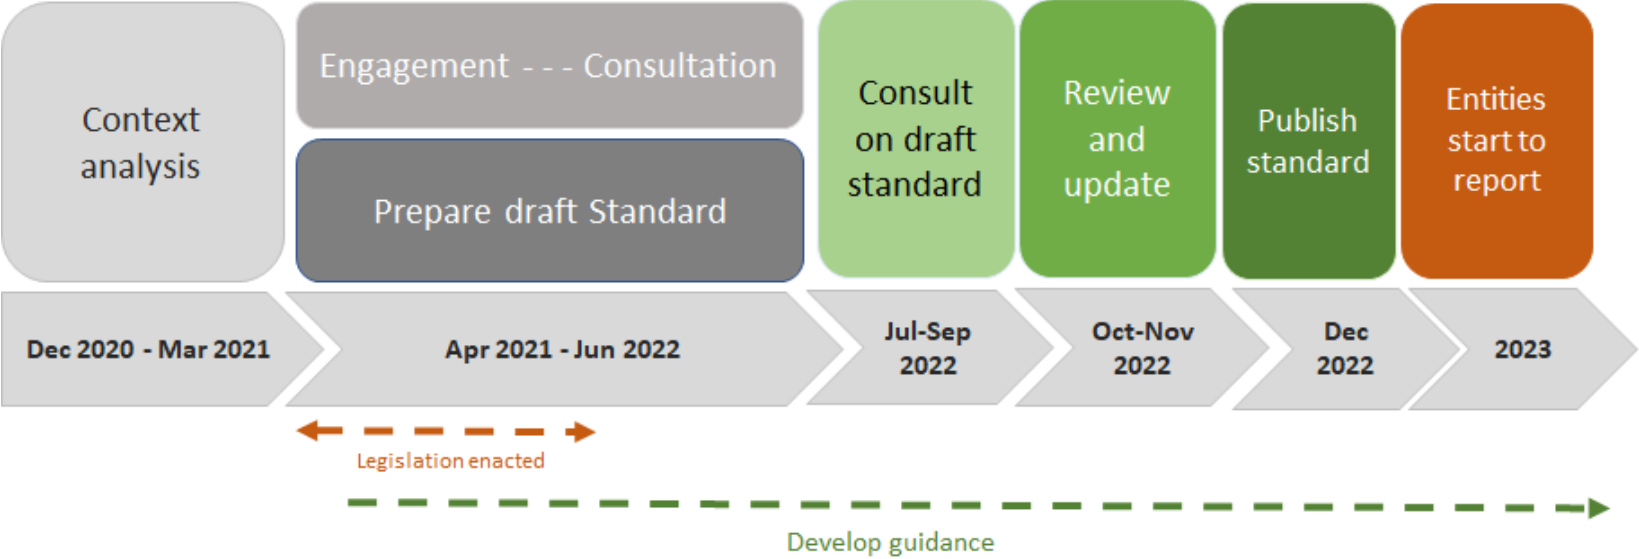 Context
analysis
Engagement - - - Consultation
Prepare draft Standard
Consult
on draft
standard
Review
and
update
Publish
standard
Entities
start to
report
Dec 2020 - Mar 2021
Apr 2021 - Jun 2022
Jul-Sep
2022
Oct-Nov
2022
Dec
2022
2023
Legislation enacted
Develop guidance